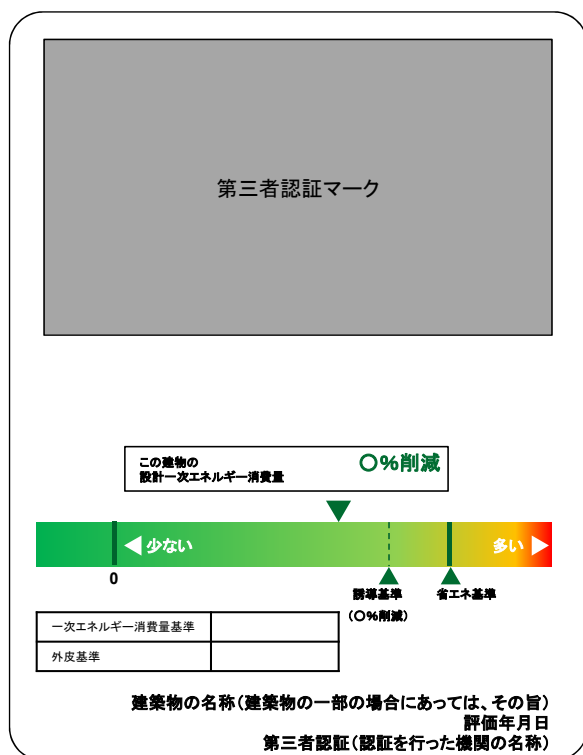 第三者認証マーク
この建物の
設計一次エネルギー消費量
〇%削減
少ない
多い
0
誘導基準
(〇%削減)
省エネ基準
一次エネルギー消費量基準
外皮基準
建築物の名称(建築物の一部の場合にあっては、その旨)
評価年月日
第三者認証(認証を行った機関の名称)